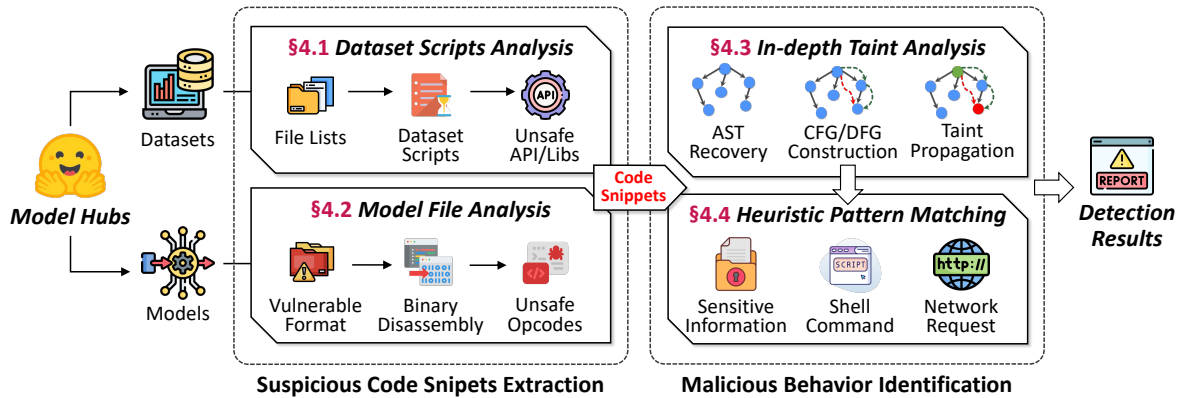 Model Hubs
Datasets
Models
§4.1 Dataset Scripts Analysis
File Lists
Dataset
Scripts
API
Unsafe
API/Libs
§4.2 Model File Analysis
Vulnerable
Format
Binary
Disassembly
Unsafe
Opcodes
Suspicious Code Snipets Extraction
Code
Snippets
§4.3 In-depth Taint Analysis
AST
Recovery
CFG/DFG
Construction
Taint
Propagation
§4.4 Heuristic Pattern Matching
Sensitive
Information
SCRIPT
Shell
Command
http://
Network
Request
Malicious Behavior Identification
REPORT
Detection
Results